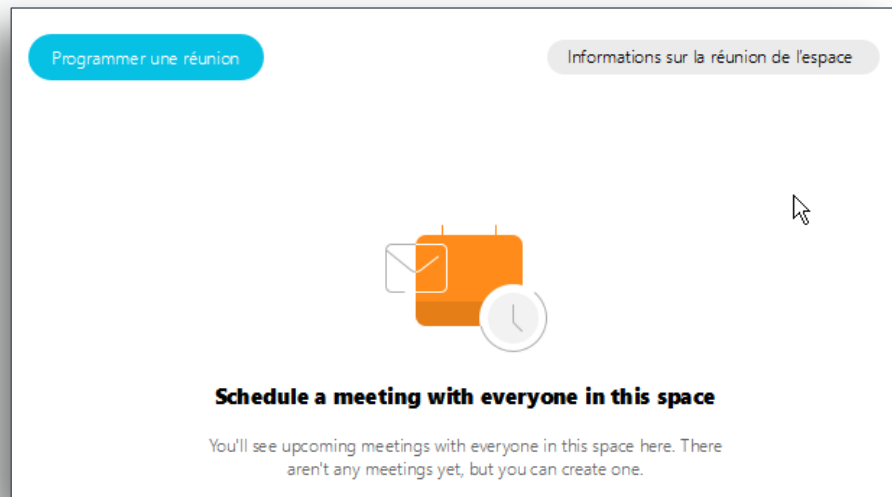 Programmer une réunion
Informations sur la réunion de l'espace
Schedule a meeting with everyone in this space
You'll see upcoming meetings with everyone in this space here. There
aren't any meetings yet, but you can create one.